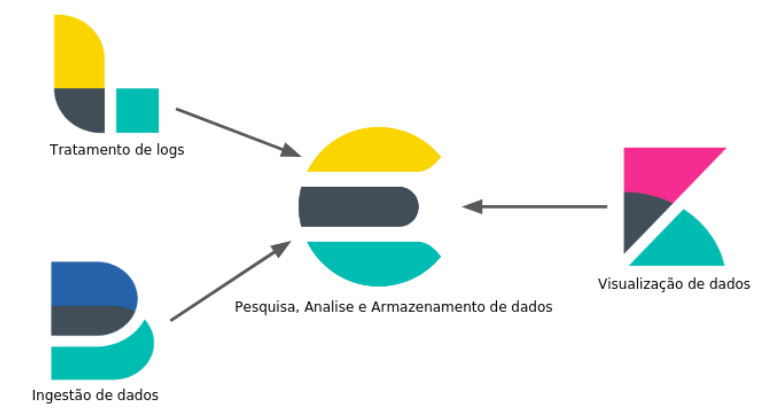 Tratamento de logs
Pesquisa, Analise e Armazenamento de dados
Visualização de dados
Ingestão de dados